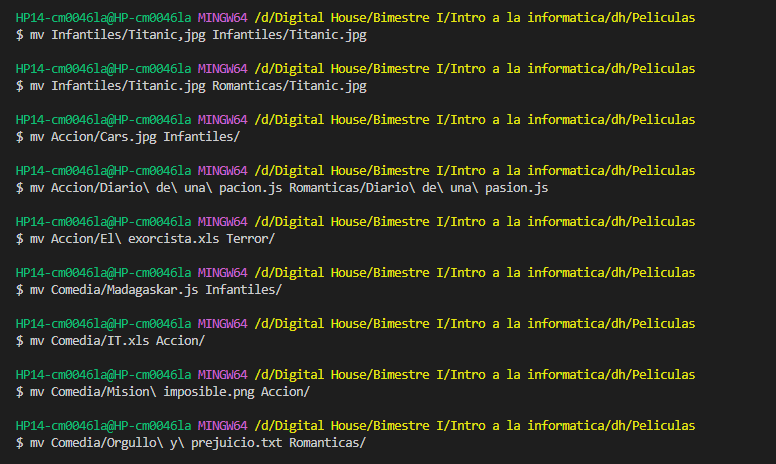 HP14-cm0046la@HP-cm0046la MINGW64 /d/Digital House/Bimestre I/Intro a la informatica/dh/Peliculas
$ mv Infantiles/Titanic,jpg Infantiles/Titanic.jpg
HP14-cm0046la@HP-cm0046la MINGW64 /d/Digital House/Bimestre I/Intro a la informatica/dh/Peliculas
$ mv Infantiles/Titanic.jpg Romanticas/Titanic.jpg
HP14-cm0046la@HP-cm0046la MINGW64 /d/Digital House/Bimestre I/Intro a la informatica/dh/Peliculas
$ mv Accion/Cars.jpg Infantiles/
HP14-cm0046la@HP-cm0046la MINGW64 /d/Digital House/Bimestre I/Intro a la informatica/dh/Peliculas
$ mv Accion/Diario\ de\ una\ pacion.js Romanticas/Diario\ de\ una\ pasion.js
HP14-cm0046la@HP-cm0046la MINGW64 /d/Digital House/Bimestre I/Intro a la informatica/dh/Peliculas
$ mv Accion/El\ exorcista.xls Terror/
HP14-cm0046la@HP-cm0046la MINGW64 /d/Digital House/Bimestre I/Intro a la informatica/dh/Peliculas
$ mv Comedia/Madagaskar.js Infantiles/
HP14-cm0046la@HP-cm0046la MINGW64 /d/Digital House/Bimestre I/Intro a la informatica/dh/Peliculas
$ mv Comedia/IT.xls Accion/
HP14-cm0046la@HP-cm0046la MINGW64 /d/Digital House/Bimestre I/Intro a la informatica/dh/Peliculas
$ mv Comedia/Mision\ imposible.png Accion/
HP14-cm0046la@HP-cm0046la MINGW64 /d/Digital House/Bimestre I/Intro a la informatica/dh/Peliculas
$ mv Comedia/Orgullo\ y\ prejuicio.txt Romanticas/